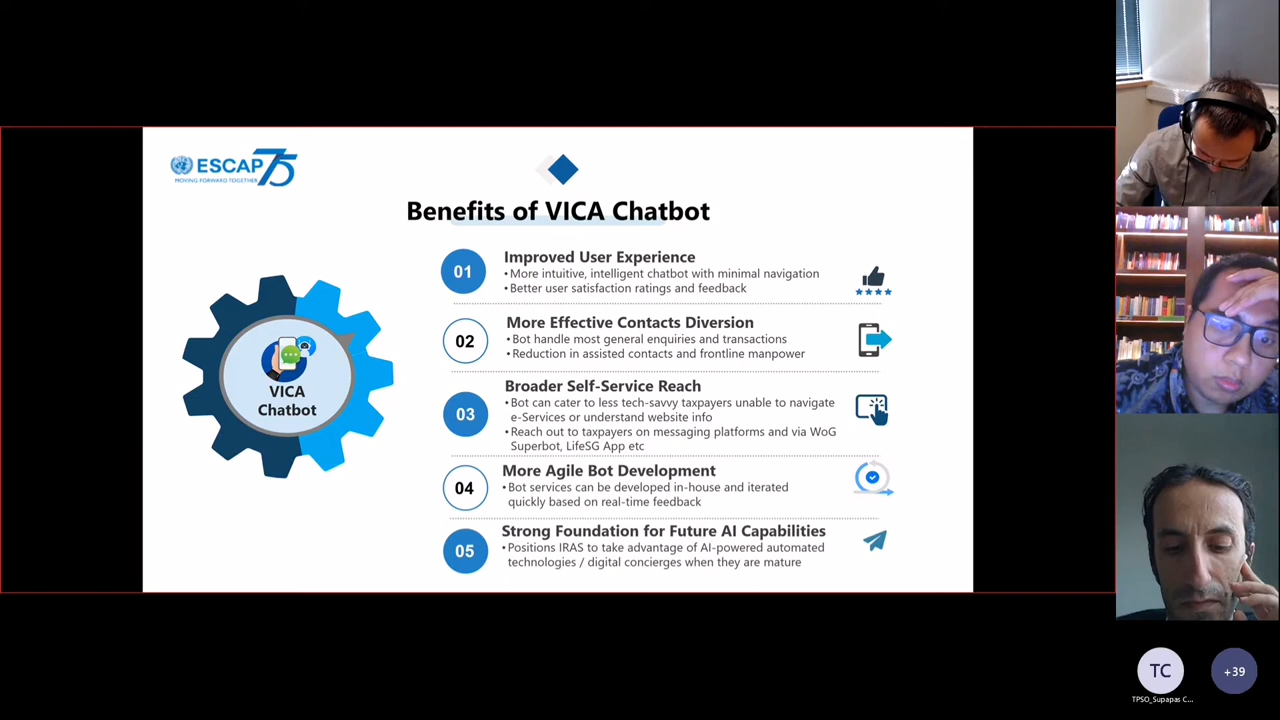 ESCAP 75
MOVING FORWARD TOGETHER
Benefits of VICA Chatbot
VICA
Chatbot
01
Improved User Experience
•More intuitive, intelligent chatbot with minimal navigation
•Better user satisfaction ratings and feedback
02
More Effective Contacts Diversion
•Bot handle most general enquiries and transactions
•Reduction in assisted contacts and frontline manpower
03
Broader Self-Service Reach
•Bot can cater to less tech-savvy taxpayers unable to navigate
e-Services or understand website info
•Reach out to taxpayers on messaging platforms and via WoG
Superbot, LifeSG App etc
04
More Agile Bot Development
•Bot services can be developed in-house and iterated
quickly based on real-time feedback
05
Strong Foundation for Future AI Capabilities
•Positions IRAS to take advantage of AI-powered automated
technologies / digital concierges when they are mature
TC
+39
TPSO_Supapas C...